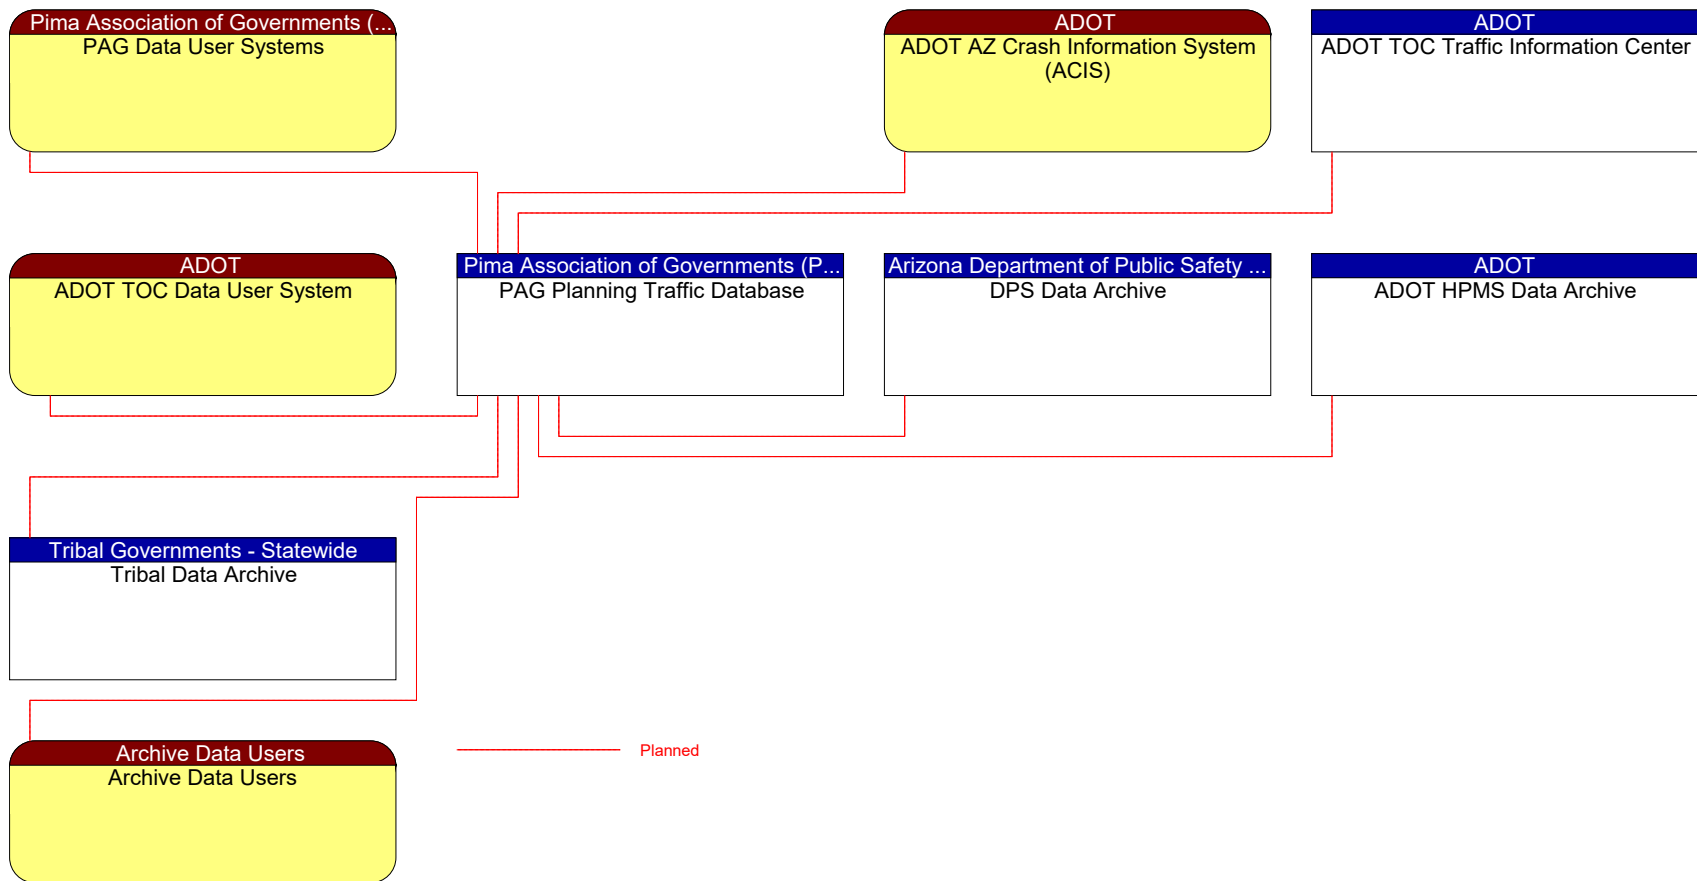 Pima Association of Governments (...
PAG Data User Systems
ADOT
ADOT AZ Crash Information System
(ACIS)
ADOT
ADOT TOC Traffic Information Center
ADOT
ADOT TOC Data User System
Pima Association of Governments (P...
PAG Planning Traffic Database
Arizona Department of Public Safety ...
DPS Data Archive
ADOT
ADOT HPMS Data Archive
Tribal Governments - Statewide
Tribal Data Archive
Archive Data Users
Archive Data Users
Planned